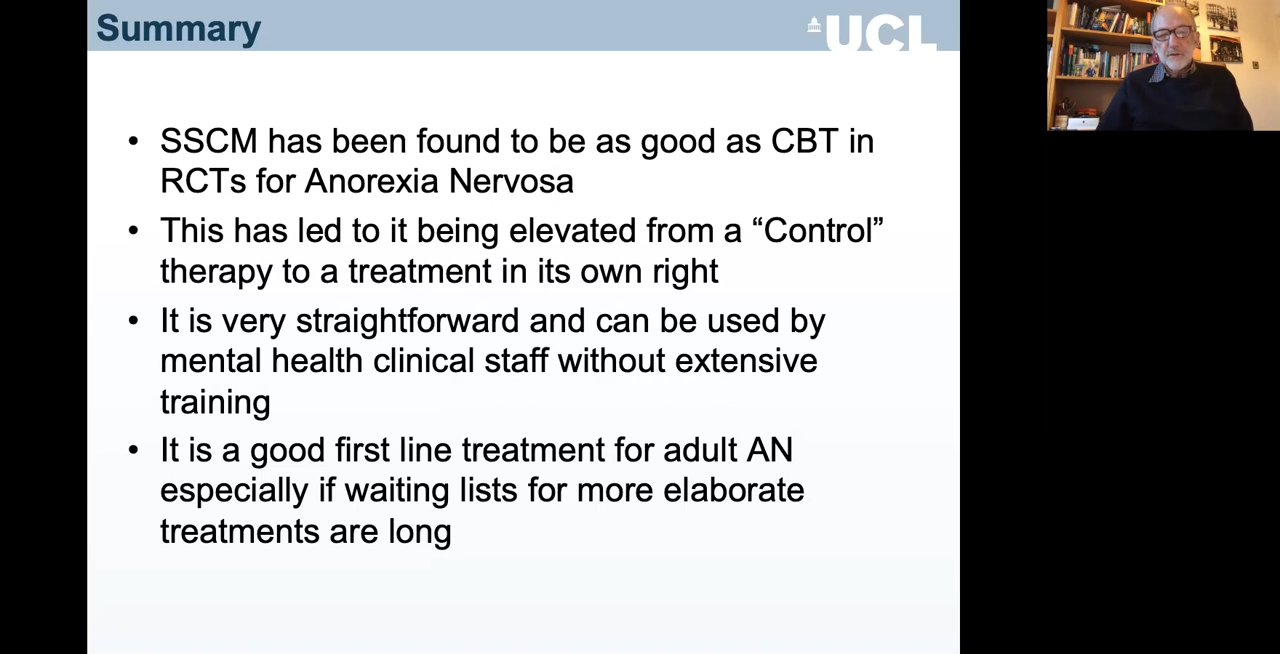 Summary
UCL
• SSCM has been found to be as good as CBT in
RCTs for Anorexia Nervosa
• This has led to it being elevated from a “Control”
therapy to a treatment in its own right
• It is very straightforward and can be used by
mental health clinical staff without extensive
training
• It is a good first line treatment for adult AN
especially if waiting lists for more elaborate
treatments are long